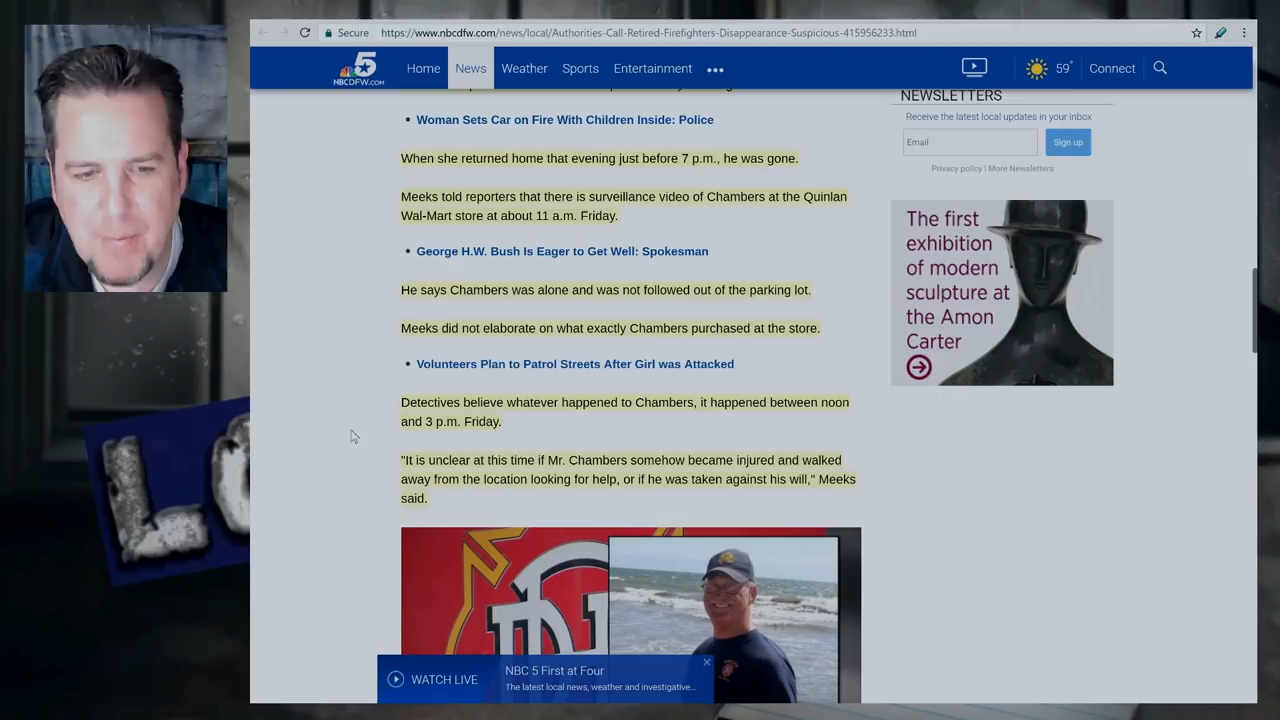 Secure
https://www.nbcdfw.com/news/local/Authorities-Call-Retired-Firefighters-Disappearance-Suspicious-415956233.html
5
NBCDFW.COM
Home
News
Weather
Sports
Entertainment
59°
Connect
Woman Sets Car on Fire With Children Inside: Police
When she returned home that evening just before 7 p.m., he was gone.
Meeks told reporters that there is surveillance video of Chambers at the Quinlan
Wal-Mart store at about 11 a.m. Friday.
George H.W. Bush Is Eager to Get Well: Spokesman
He says Chambers was alone and was not followed out of the parking lot.
Meeks did not elaborate on what exactly Chambers purchased at the store.
Volunteers Plan to Patrol Streets After Girl was Attacked
Detectives believe whatever happened to Chambers, it happened between noon
and 3 p.m. Friday.
"It is unclear at this time if Mr. Chambers somehow became injured and walked
away from the location looking for help, or if he was taken against his will," Meeks
said.
WATCH LIVE
NBC 5 First at Four
The latest local news, weather and investigative...
NEWSLETTERS
Receive the latest local updates in your inbox
Email
Sign up
Privacy policy | More Newsletters
The first
exhibition
of modern
sculpture at
the Amon
Carter
LO